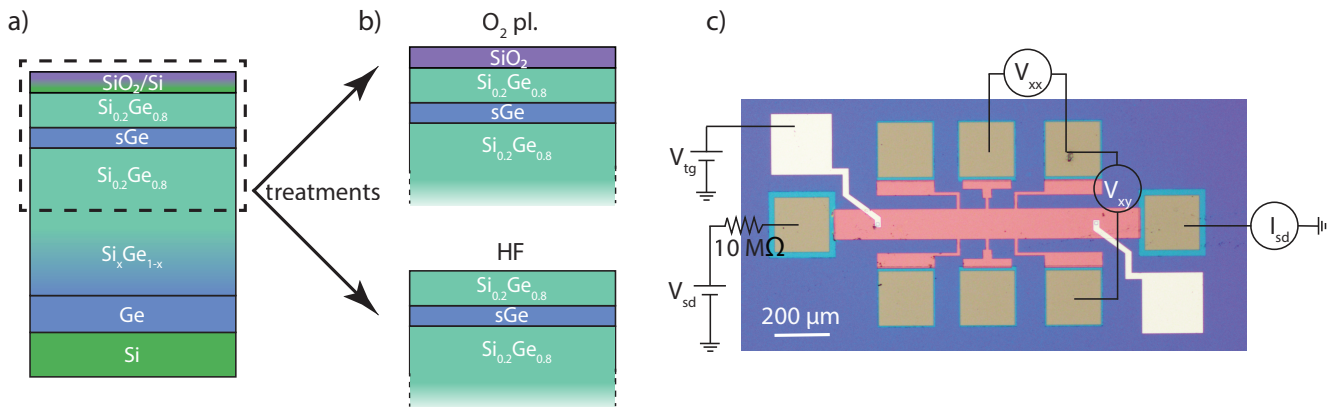 a)
SiO₂/Si
Si₀.₂Ge₀.₈
sGe
Si₀.₂Ge₀.₈
SiₓGe₁₋ₓ
Ge
Si
treatments
b)
O₂ pl.
SiO₂
Si₀.₂Ge₀.₈
sGe
Si₀.₂Ge₀.₈
HF
Si₀.₂Ge₀.₈
sGe
Si₀.₂Ge₀.₈
c)
Vxx
Vtg
Vxy
10 MΩ
Isd
Vsd
200 µm